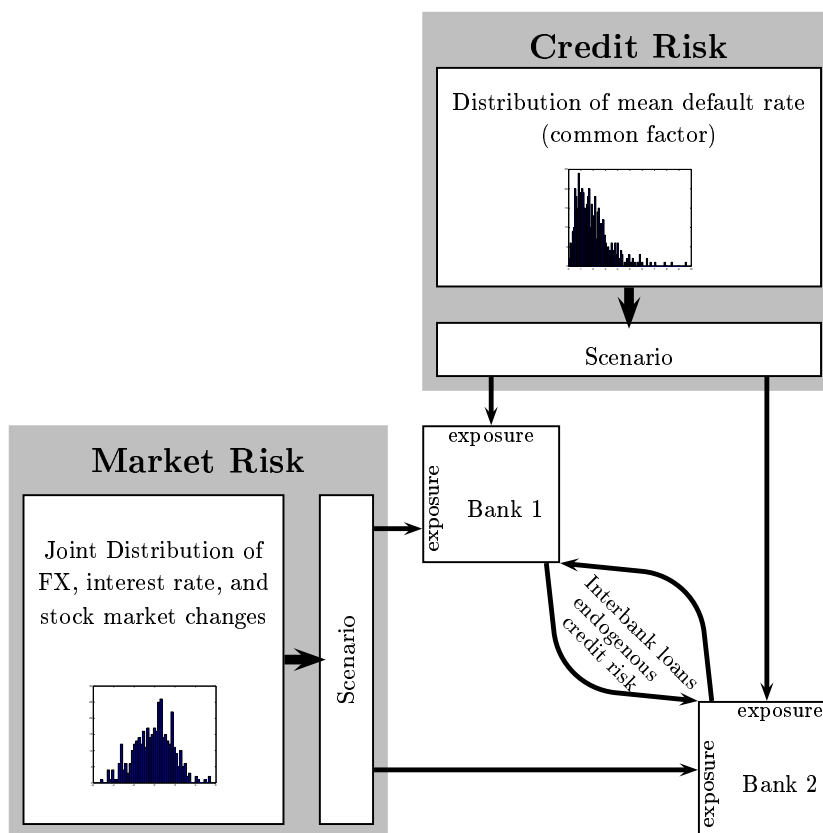 Credit Risk
Distribution of mean default rate
(common factor)
Scenario
Market Risk
Joint Distribution of
FX, interest rate, and
stock market changes
Scenario
exposure
exposure
Bank 1
Interbank loans
endogenous
credit risk
exposure
exposure
Bank 2